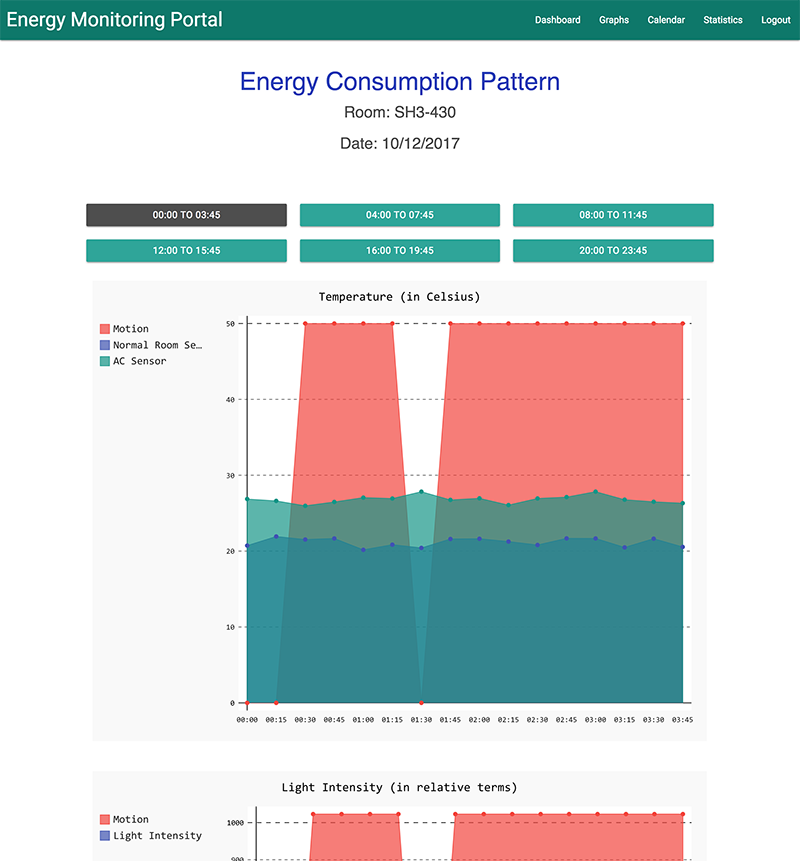 Energy Monitoring Portal Dashboard Graphs Calendar Statistics Logout
Energy Consumption Pattern
Room: SH3-430
Date: 10/12/2017
00:00 TO 03:45 04:00 TO 07:45 08:00 TO 11:45
12:00 TO 15:45 16:00 TO 19:45 20:00 TO 23:45
Temperature (in Celsius)
Motion
Normal Room Se…
AC Sensor
50
40
30
20
10
0
00:00 00:15 00:30 00:45 01:00 01:15 01:30 01:45 02:00 02:15 02:30 02:45 03:00 03:15 03:30 03:45
Light Intensity (in relative terms)
Motion
Light Intensity
1000
900